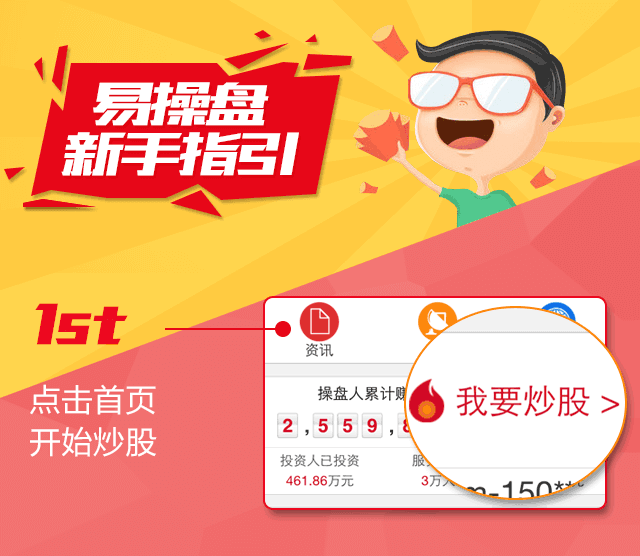 易操盘
新手指引
1st
点击首页
开始炒股
资讯
操盘人累计
2,559,
我要炒股 >
投资人已投资
461.86万元
3万
m-150**